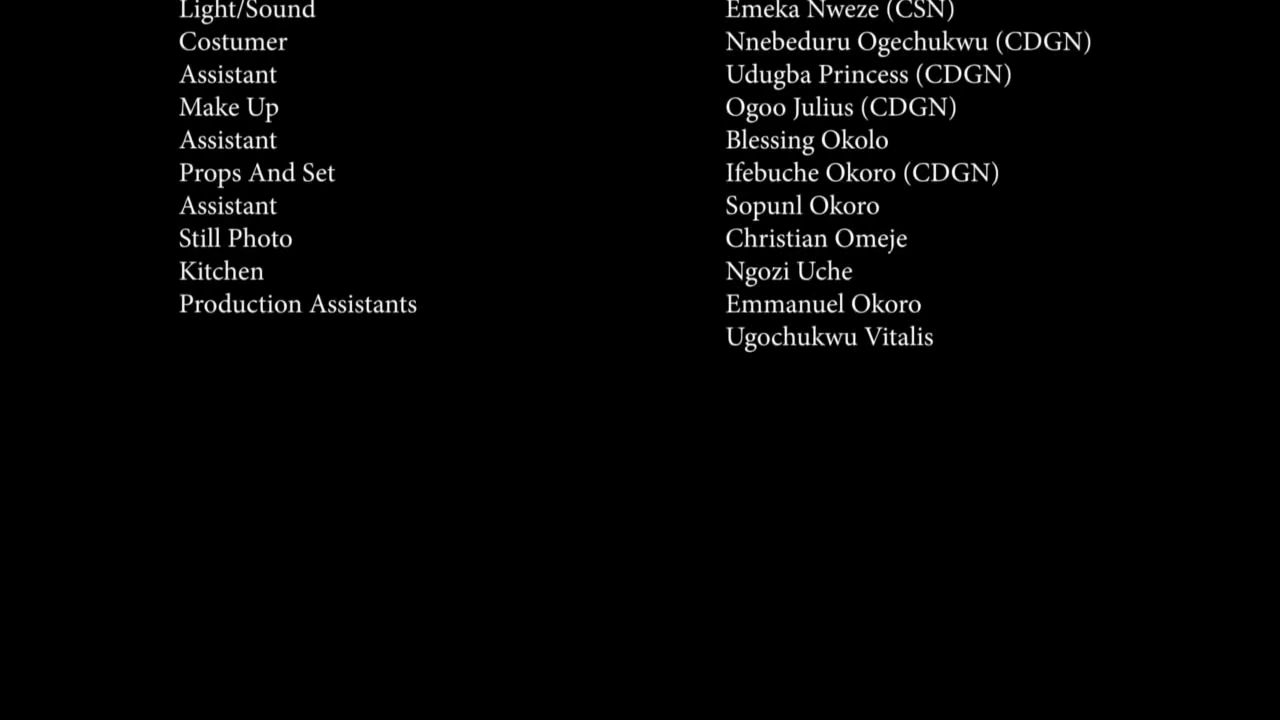 Light/Sound Emeka Nweze (CSN)
Costumer Nnebeduru Ogechukwu (CDGN)
Assistant Udugba Princess (CDGN)
Make Up Ogoo Julius (CDGN)
Assistant Blessing Okolo
Props And Set Ifebuche Okoro (CDGN)
Assistant Sopunl Okoro
Still Photo Christian Omeje
Kitchen Ngozi Uche
Production Assistants Emmanuel Okoro
Ugochukwu Vitalis